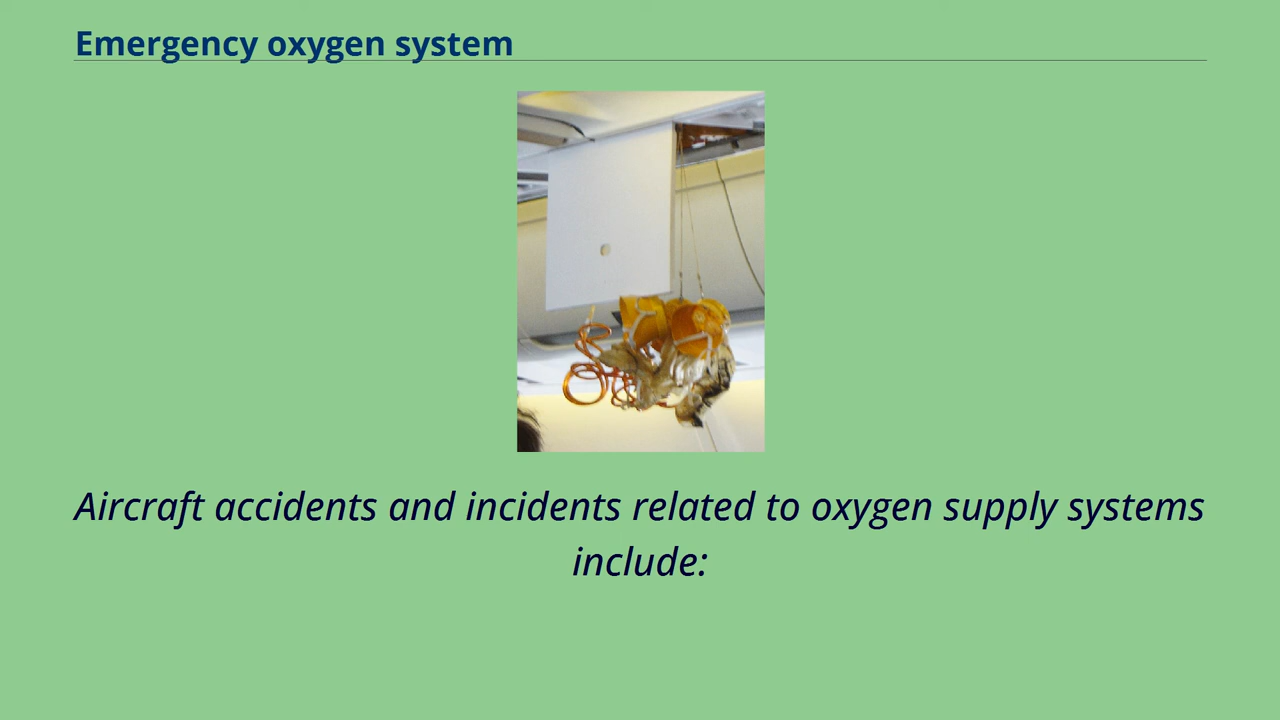 Emergency oxygen system
Aircraft accidents and incidents related to oxygen supply systems
include: